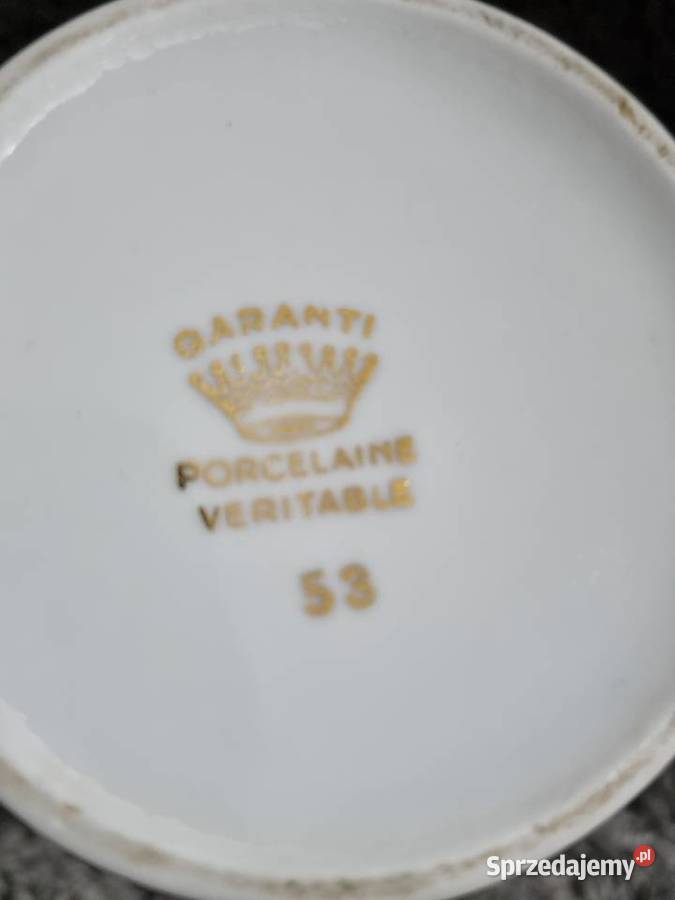 GARANTI
PORCELAINE
VERITABLE
53
Sprzedajemy.pl